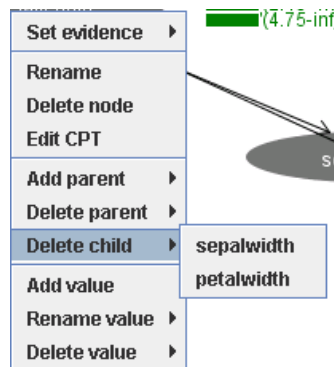 '(4.75-inf
Set evidence
Rename
Delete node
Edit CPT
Add parent
Delete parent
Delete child
sepalwidth
petalwidth
Add value
Rename value
Delete value
s